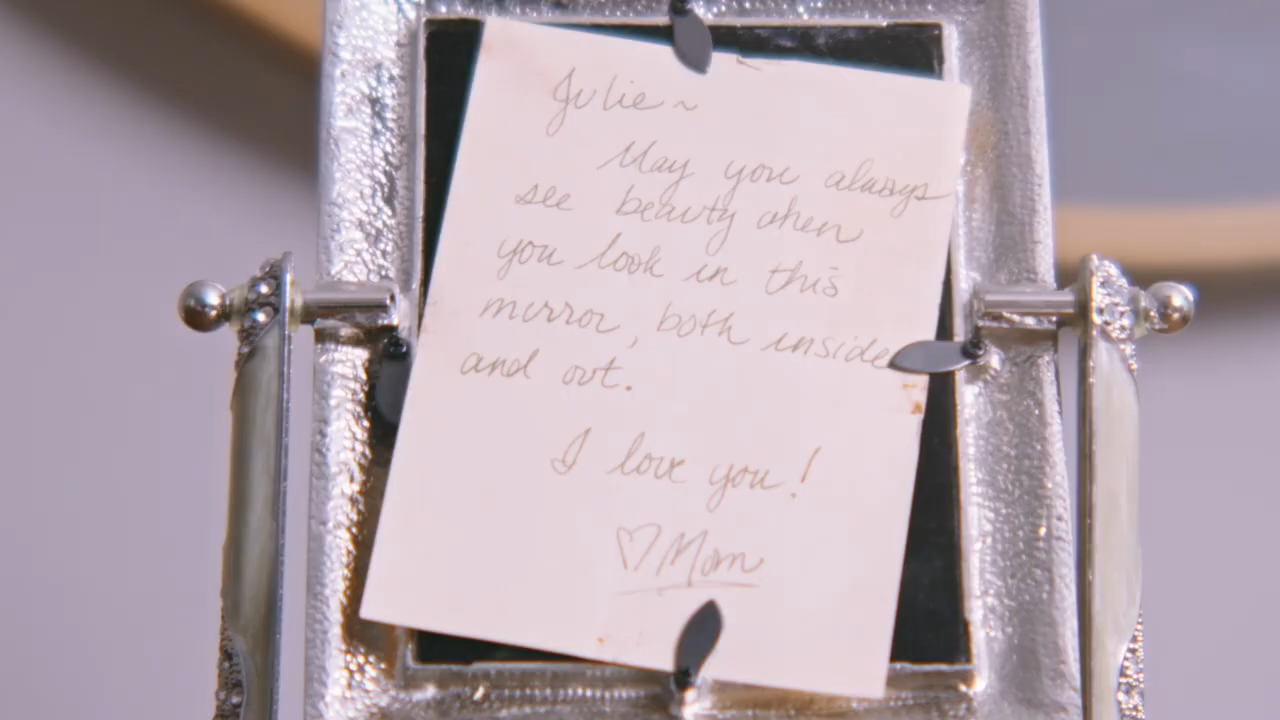 Julie ~
May you always
see beauty when
you look in this
mirror, both inside
and out.
I love you!
♡ Mom